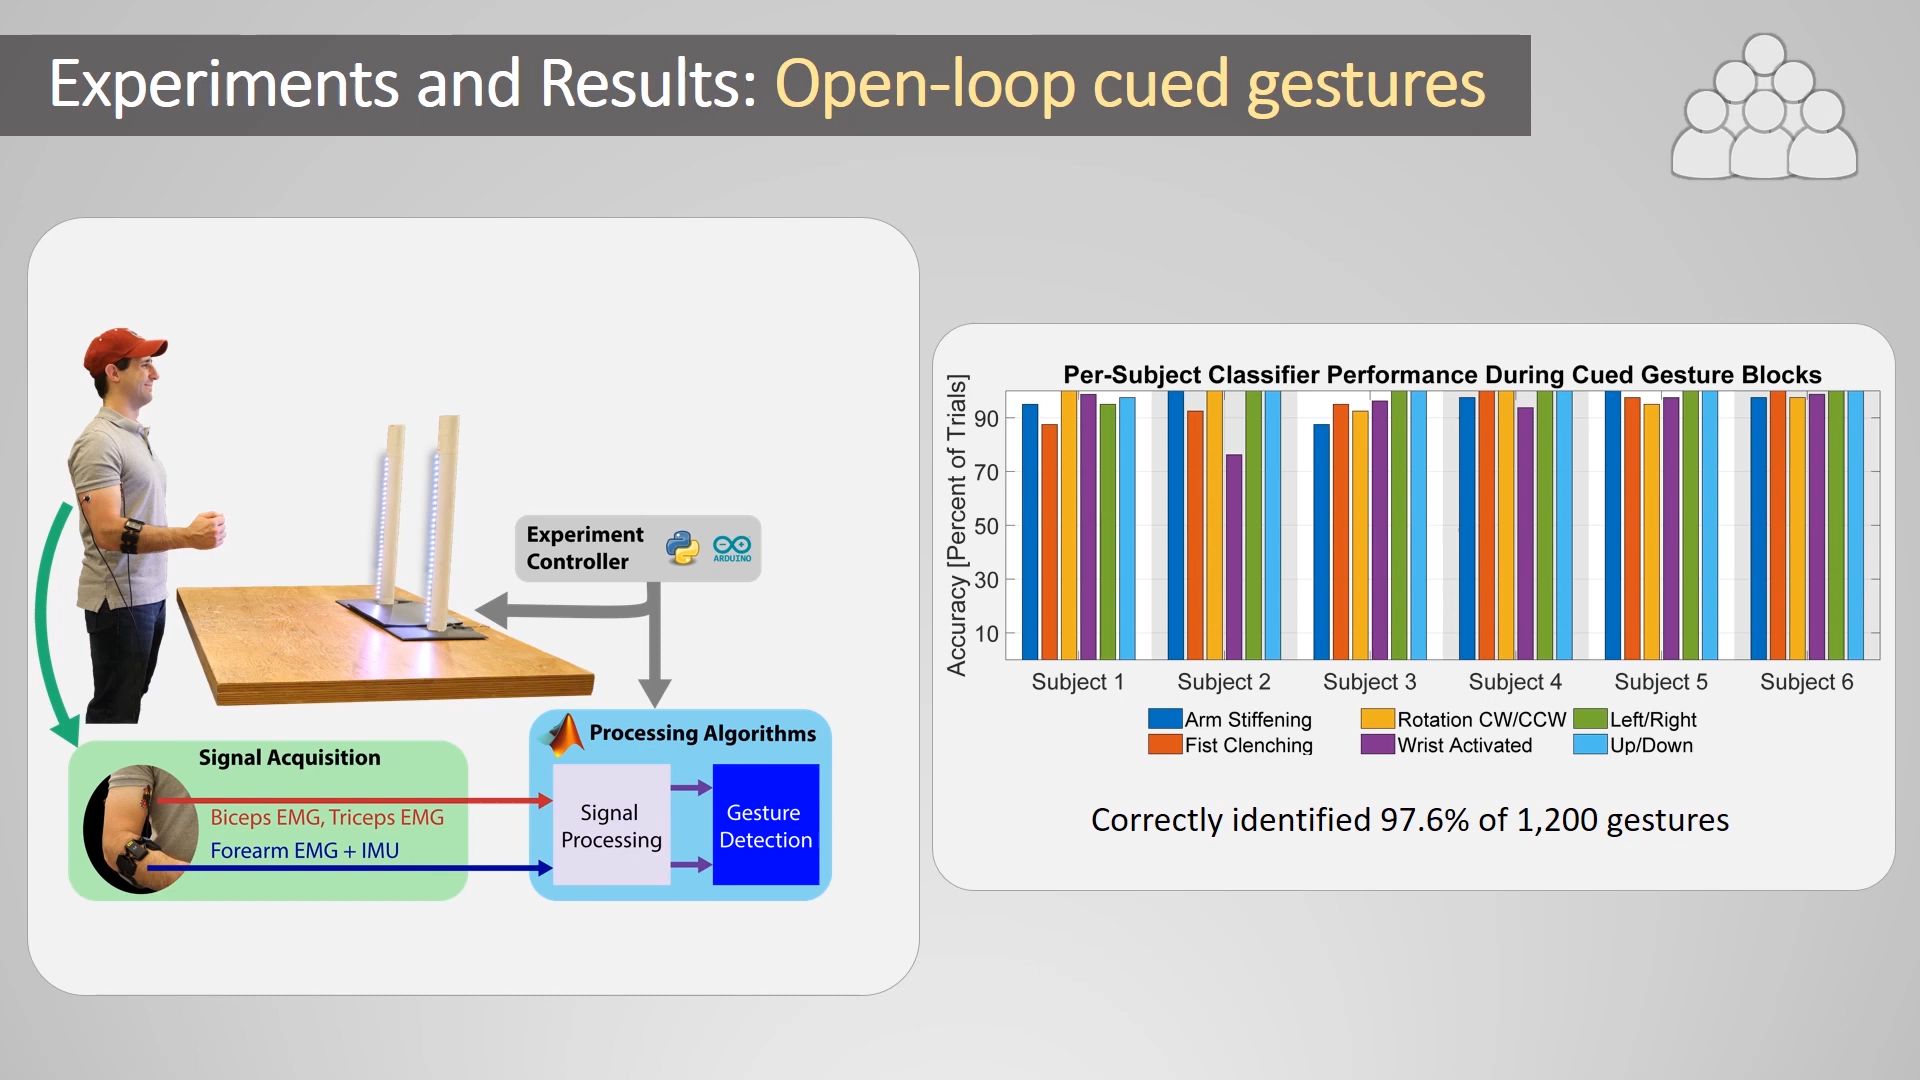 Experiments and Results: Open-loop cued gestures
Experiment
Controller
ARDUINO
Processing Algorithms
Signal
Processing
Gesture
Detection
Signal Acquisition
Biceps EMG, Triceps EMG
Forearm EMG + IMU
Per-Subject Classifier Performance During Cued Gesture Blocks
Accuracy [Percent of Trials]
90
70
50
30
10
Subject 1 Subject 2 Subject 3 Subject 4 Subject 5 Subject 6
Arm Stiffening Rotation CW/CCW Left/Right
Fist Clenching Wrist Activated Up/Down
Correctly identified 97.6% of 1,200 gestures